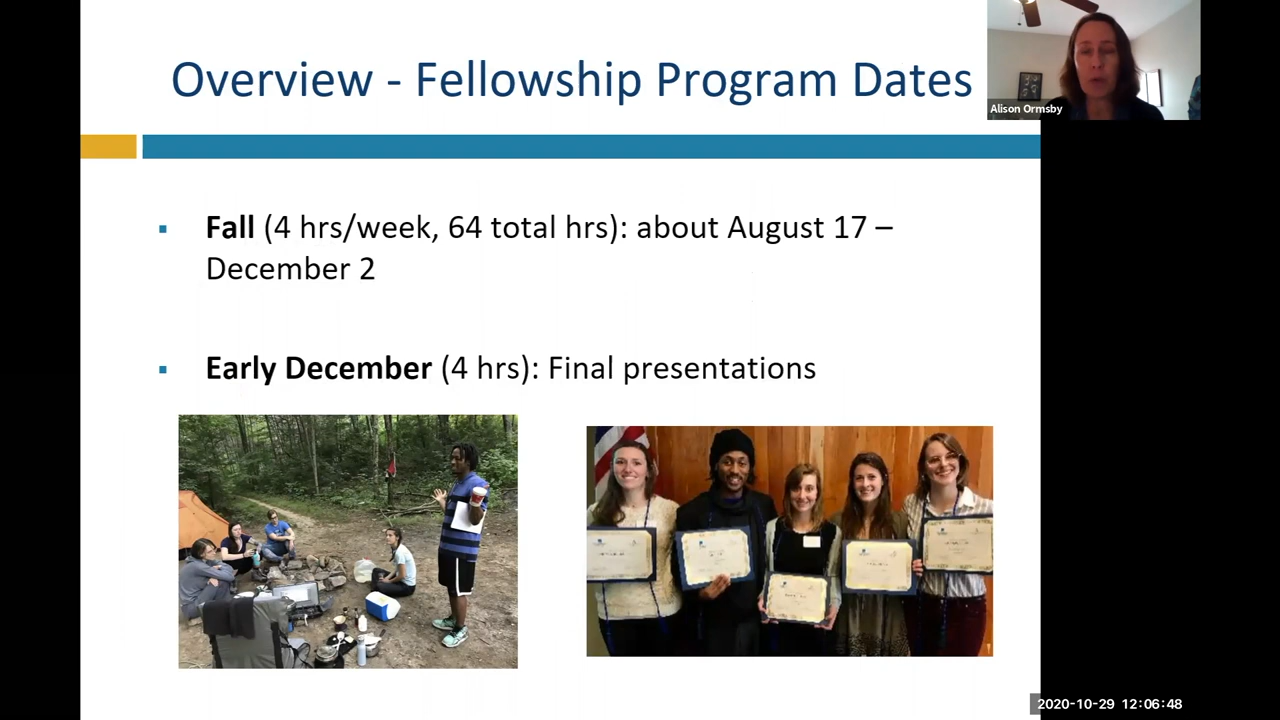 Overview - Fellowship Program Dates
Alison Ormsby
▪ Fall (4 hrs/week, 64 total hrs): about August 17 –
December 2
▪ Early December (4 hrs): Final presentations
2020-10-29 12:06:48